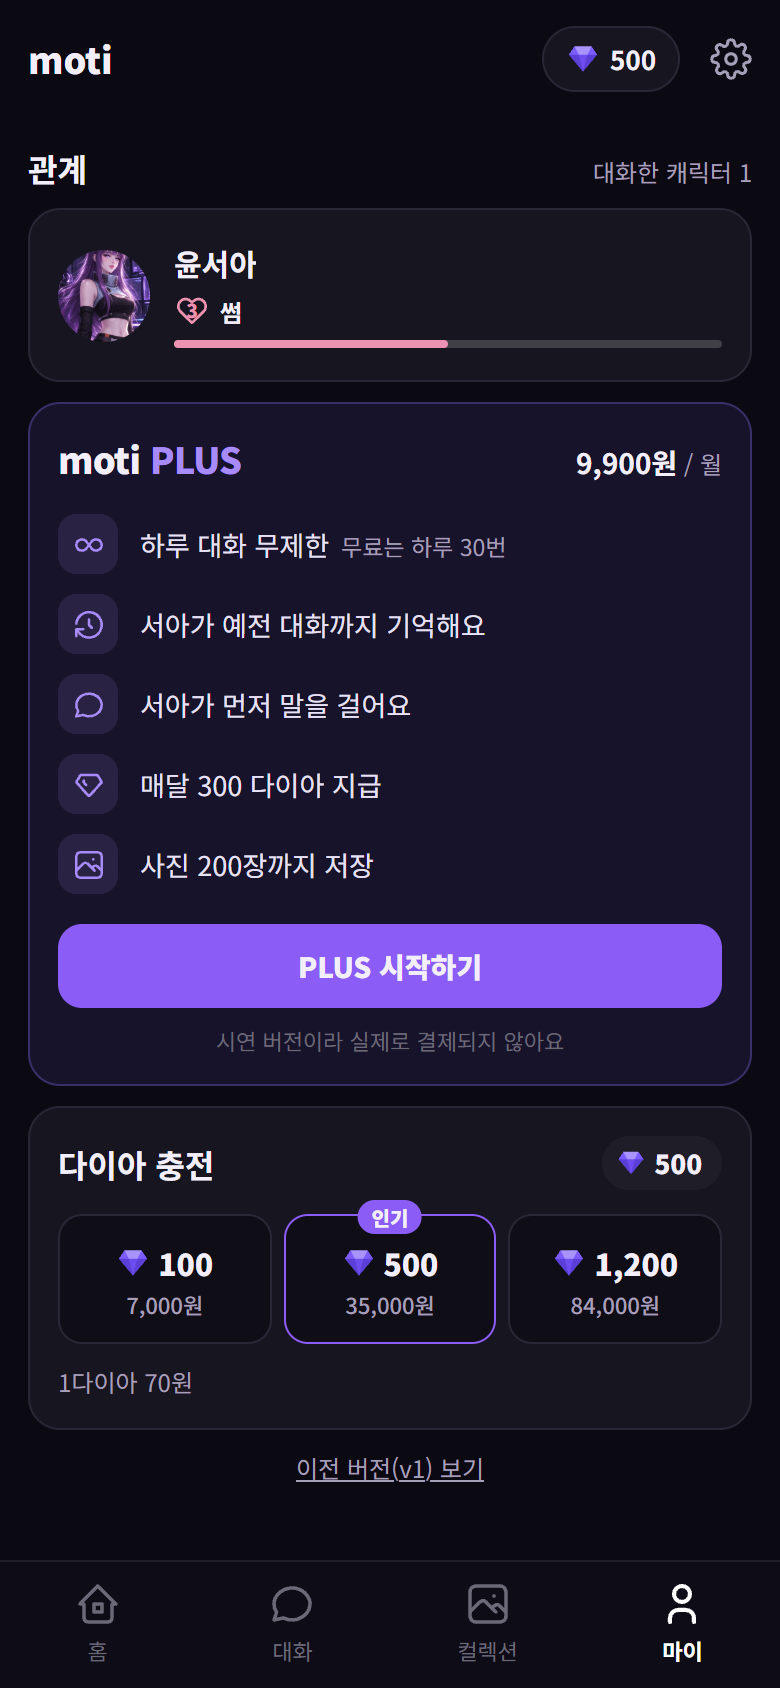 moti
500
관계
대화한 캐릭터 1
윤서아
3 썸
moti PLUS
9,900원 / 월
하루 대화 무제한 무료는 하루 30번
서아가 예전 대화까지 기억해요
서아가 먼저 말을 걸어요
매달 300 다이아 지급
사진 200장까지 저장
PLUS 시작하기
시연 버전이라 실제로 결제되지 않아요
다이아 충전
500
100
7,000원
인기
500
35,000원
1,200
84,000원
1다이아 70원
이전 버전(v1) 보기
홈
대화
컬렉션
마이